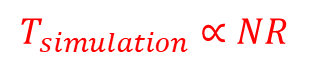 T_simulation ∝ NR